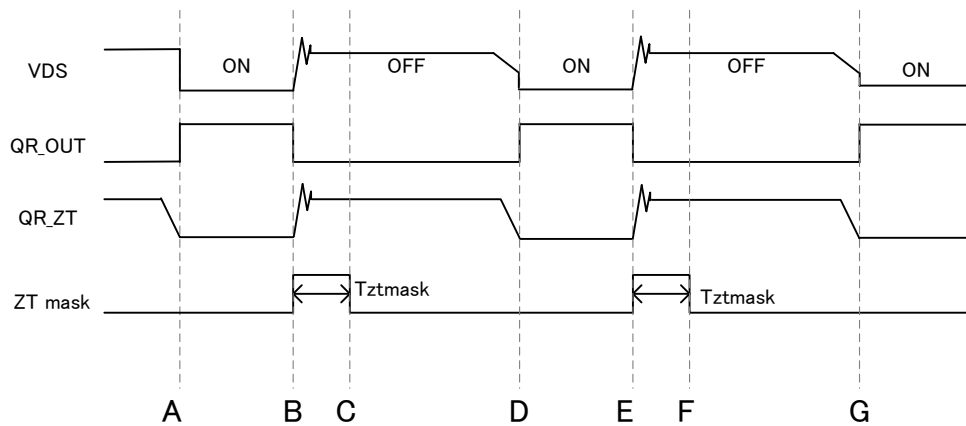 VDS
ON
OFF
ON
OFF
ON
QR_OUT
QR_ZT
ZT mask
Tztmask
Tztmask
A B C D E F G